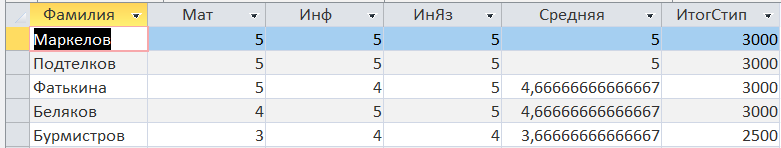 Фамилия Мат Инф ИнЯз Средняя ИтогСтип
Маркелов 5 5 5 5 3000
Подтелков 5 5 5 5 3000
Фатькина 5 4 5 4,66666666666667 3000
Беляков 4 5 5 4,66666666666667 3000
Бурмистров 3 4 4 3,66666666666667 2500